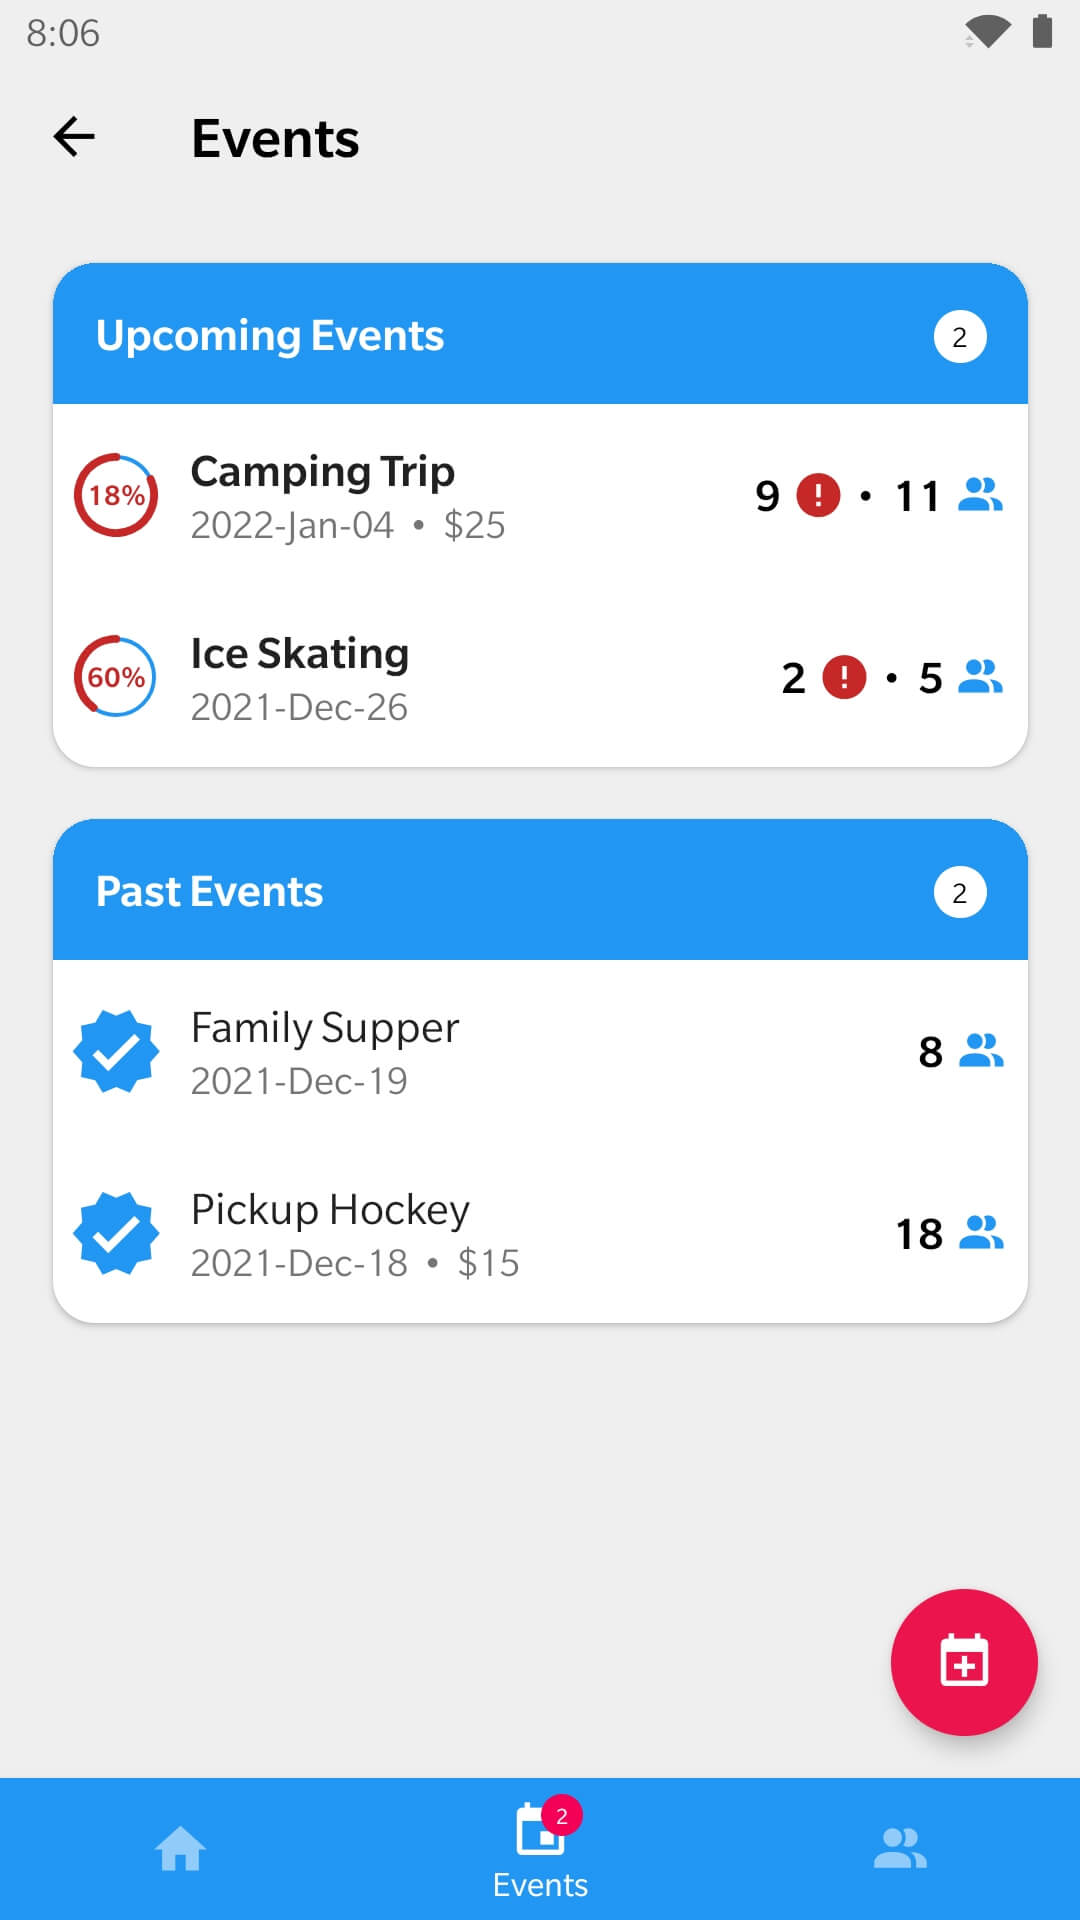 8:06
Events
Upcoming Events 2
18% Camping Trip 9 ! • 11
2022-Jan-04 • $25
60% Ice Skating 2 ! • 5
2021-Dec-26
Past Events 2
Family Supper 8
2021-Dec-19
Pickup Hockey 18
2021-Dec-18 • $15
2
Events